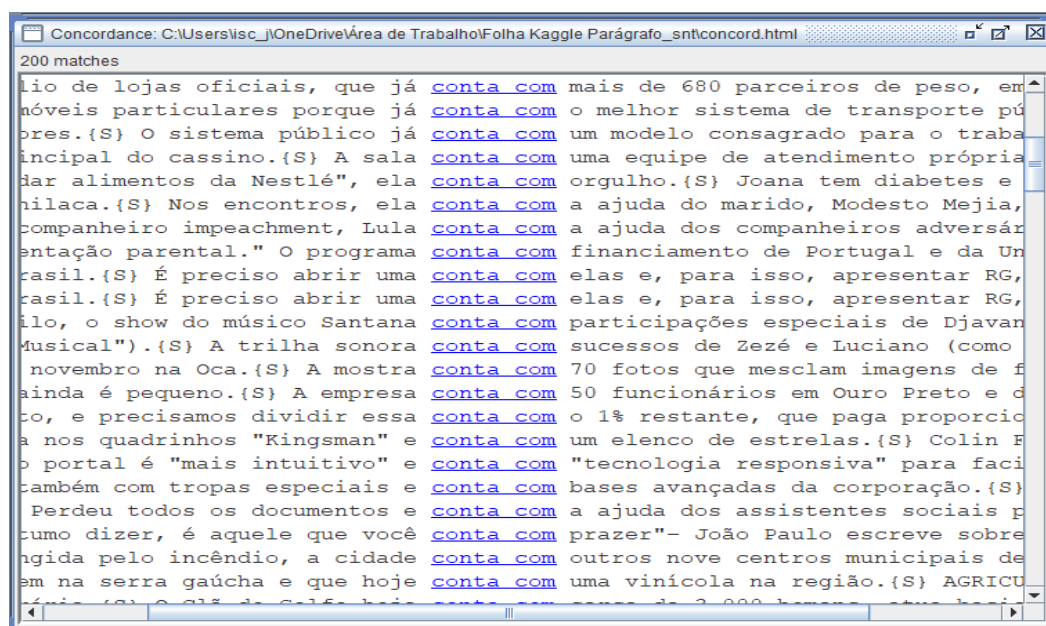 Concordance: C:\Users\isc_j\OneDrive\Área de Trabalho\Folha Kaggle Parágrafo_snt\concord.html
200 matches
lio de lojas oficiais, que já conta com mais de 680 parceiros de peso, em
móveis particulares porque já conta com o melhor sistema de transporte pú
ores.{S} O sistema público já conta com um modelo consagrado para o traba
incipal do cassino.{S} A sala conta com uma equipe de atendimento própria
dar alimentos da Nestlé", ela conta com orgulho.{S} Joana tem diabetes e
hilaca.{S} Nos encontros, ela conta com a ajuda do marido, Modesto Mejia,
companheiro impeachment, Lula conta com a ajuda dos companheiros adversár
entação parental." O programa conta com financiamento de Portugal e da Un
rasil.{S} É preciso abrir uma conta com elas e, para isso, apresentar RG,
rasil.{S} É preciso abrir uma conta com elas e, para isso, apresentar RG,
ilo, o show do músico Santana conta com participações especiais de Djavan
Musical").{S} A trilha sonora conta com sucessos de Zezé e Luciano (como
novembro na Oca.{S} A mostra conta com 70 fotos que mesclam imagens de f
ainda é pequeno.{S} A empresa conta com 50 funcionários em Ouro Preto e d
to, e precisamos dividir essa conta com o 1% restante, que paga proporcio
a nos quadrinhos "Kingsman" e conta com um elenco de estrelas.{S} Colin F
o portal é "mais intuitivo" e conta com "tecnologia responsiva" para faci
também com tropas especiais e conta com bases avançadas da corporação.{S}
Perdeu todos os documentos e conta com a ajuda dos assistentes sociais p
tumo dizer, é aquele que você conta com prazer"– João Paulo escreve sobre
ngida pelo incêndio, a cidade conta com outros nove centros municipais de
em na serra gaúcha e que hoje conta com uma vinícola na região.{S} AGRICU